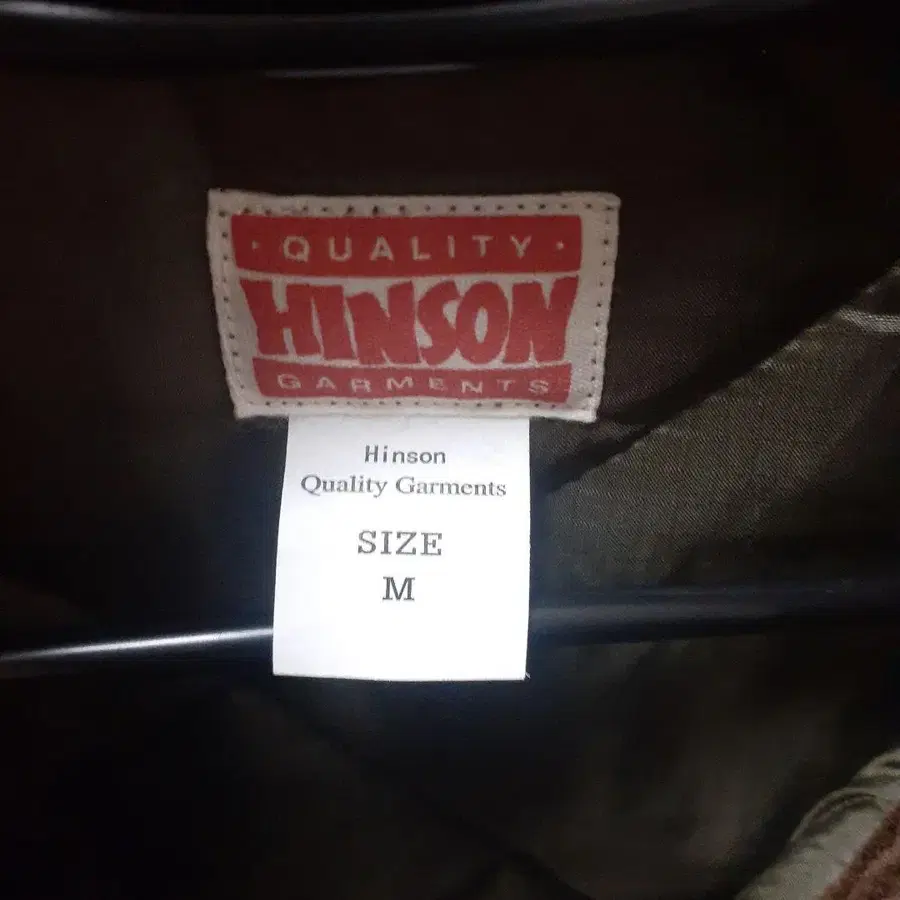 · QUALITY ·
HINSON
GARMENTS
Hinson
Quality Garments
SIZE
M